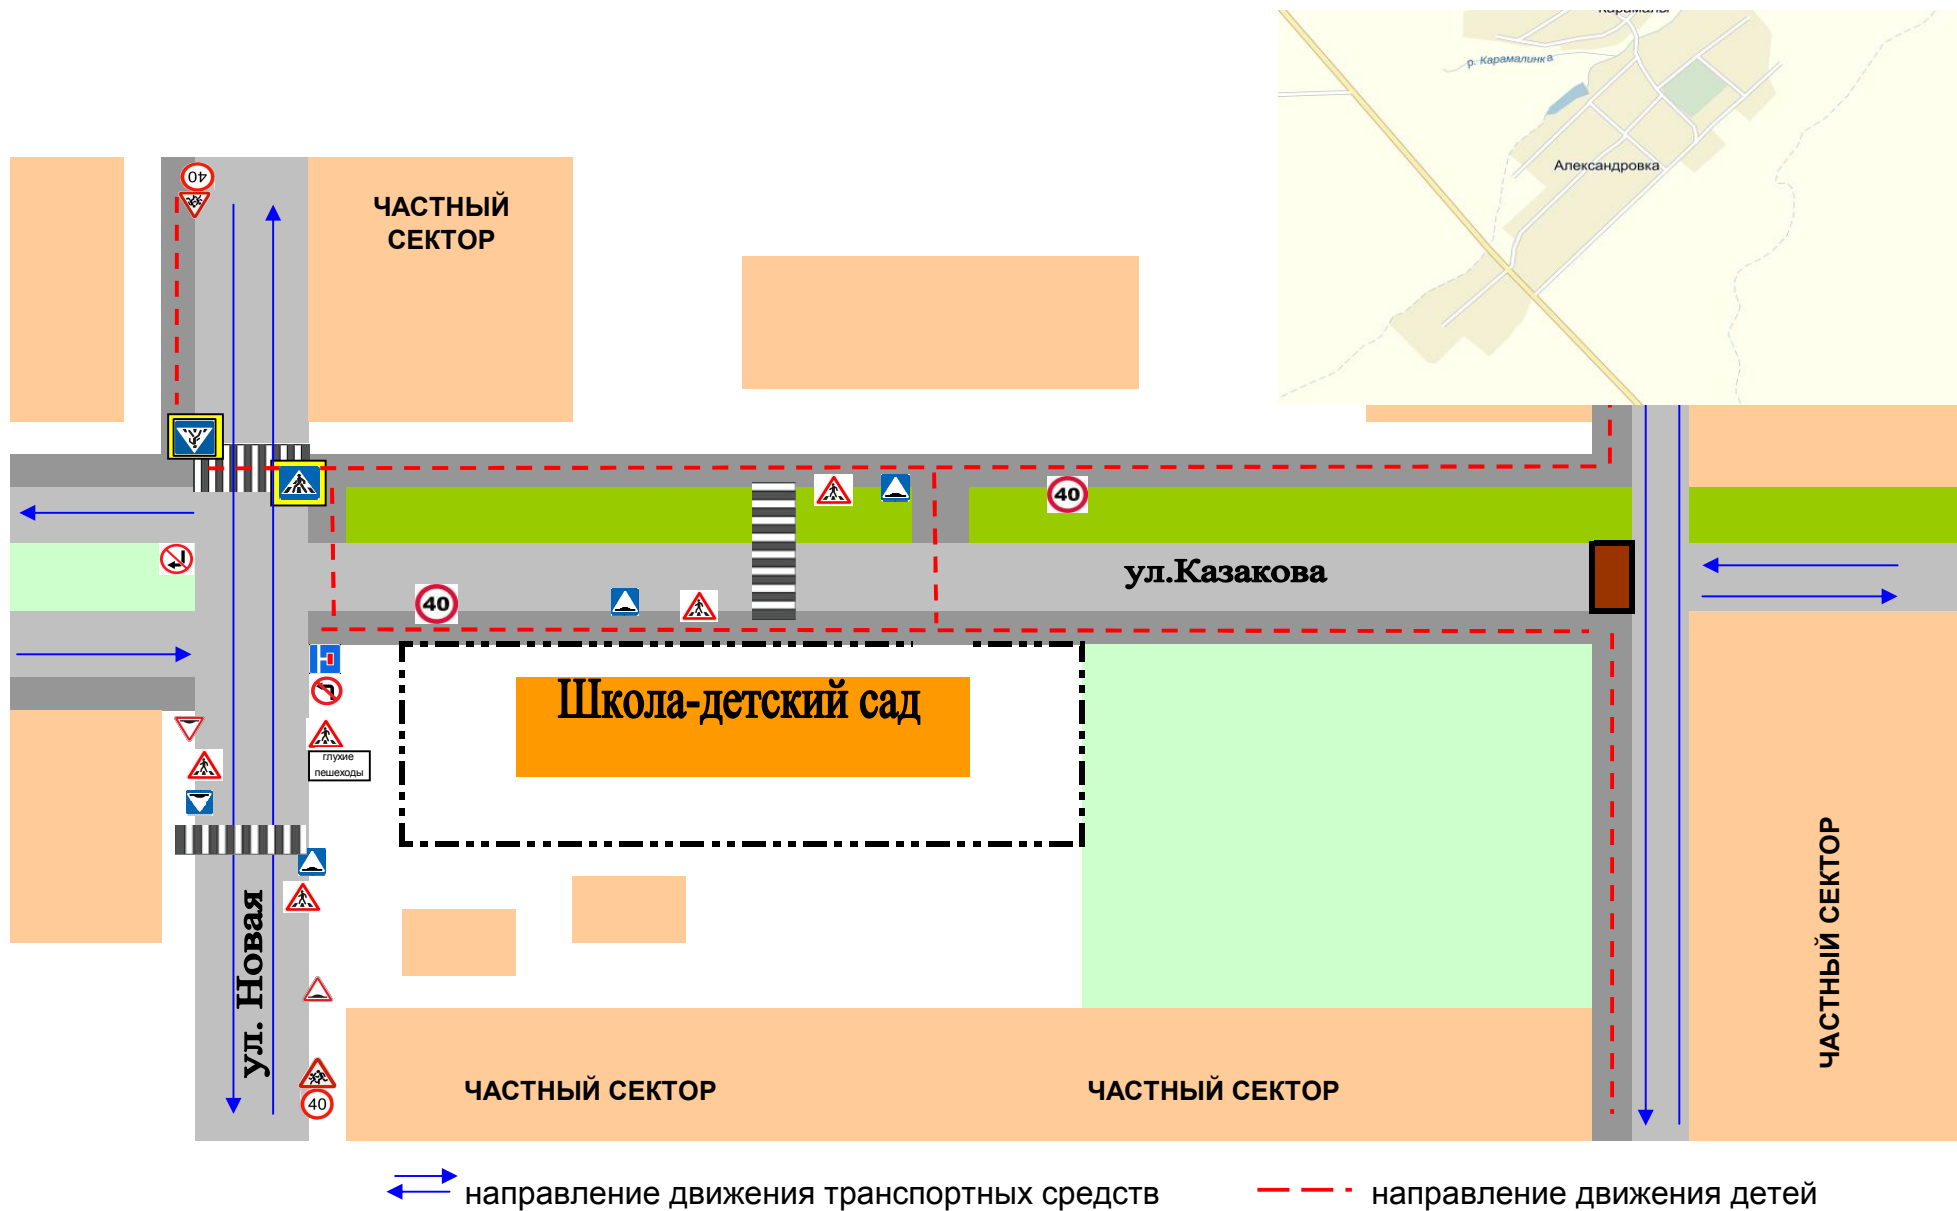 Карамалы
р. Карамалинка
Александровка
40
ЧАСТНЫЙ
СЕКТОР
40
ул.Казакова
40
Школа-детский сад
глухие
пешеходы
ул. Новая
ЧАСТНЫЙ СЕКТОР
40
ЧАСТНЫЙ СЕКТОР
ЧАСТНЫЙ СЕКТОР
направление движения транспортных средств
направление движения детей